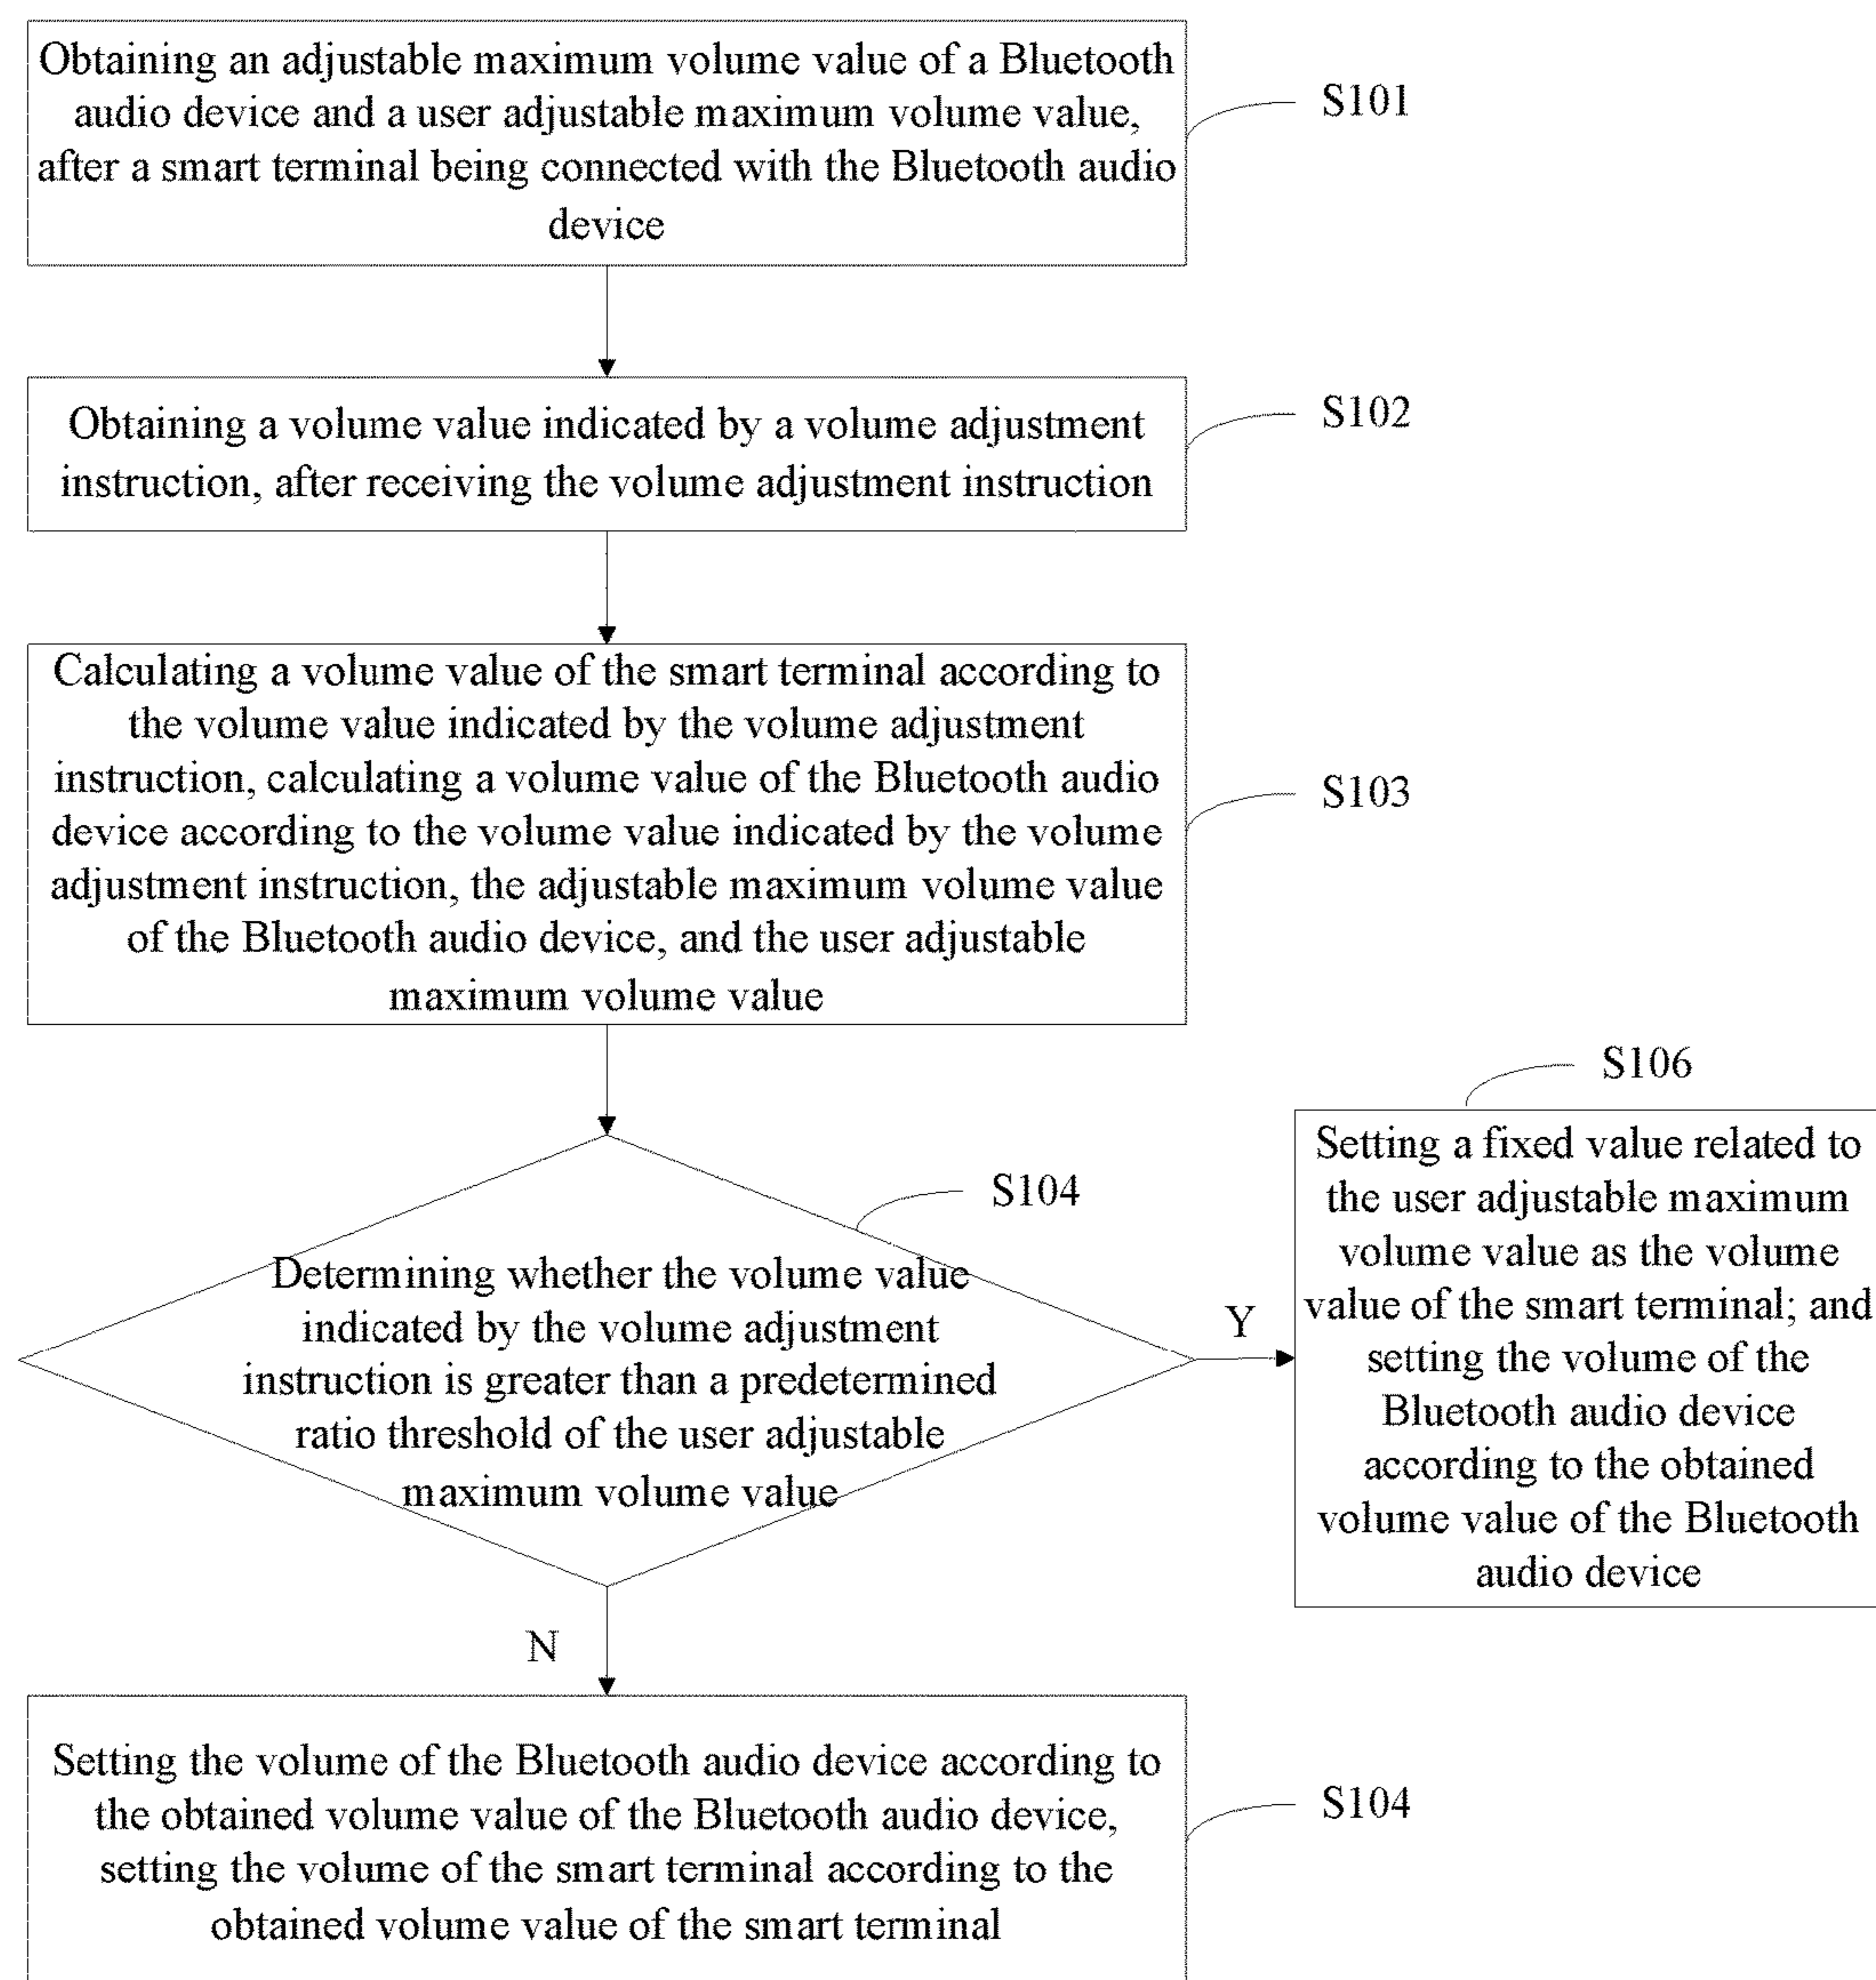 Obtaining an adjustable maximum volume value of a Bluetooth
audio device and a user adjustable maximum volume value,
after a smart terminal being connected with the Bluetooth audio
device
S101
Obtaining a volume value indicated by a volume adjustment
instruction, after receiving the volume adjustment instruction
S102
Calculating a volume value of the smart terminal according to
the volume value indicated by the volume adjustment
instruction, calculating a volume value of the Bluetooth audio
device according to the volume value indicated by the volume
adjustment instruction, the adjustable maximum volume value
of the Bluetooth audio device, and the user adjustable
maximum volume value
S103
Determining whether the volume value
indicated by the volume adjustment
instruction is greater than a predetermined
ratio threshold of the user adjustable
maximum volume value
S104
Y
S106
Setting a fixed value related to
the user adjustable maximum
volume value as the volume
value of the smart terminal; and
setting the volume of the
Bluetooth audio device
according to the obtained
volume value of the Bluetooth
audio device
N
Setting the volume of the Bluetooth audio device according to
the obtained volume value of the Bluetooth audio device,
setting the volume of the smart terminal according to the
obtained volume value of the smart terminal
S104